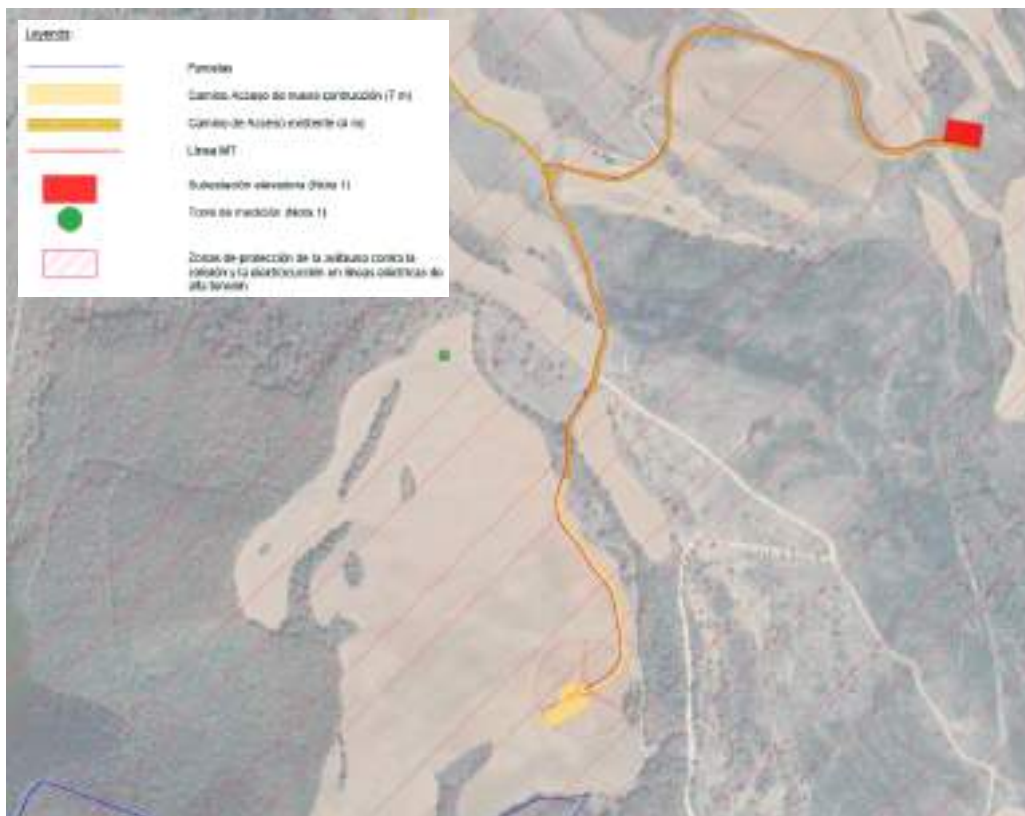 Leyenda:
Parcelas
Camino Acceso de nueva contrucción (7 m)
Camino de Acceso existente (4 m)
Línea MT
Subestación elevadora (Nota 1)
Torre de medición (Nota 1)
Zonas de protección de la avifauna contra la
colisión y la electrocución en líneas eléctricas de
alta tensión